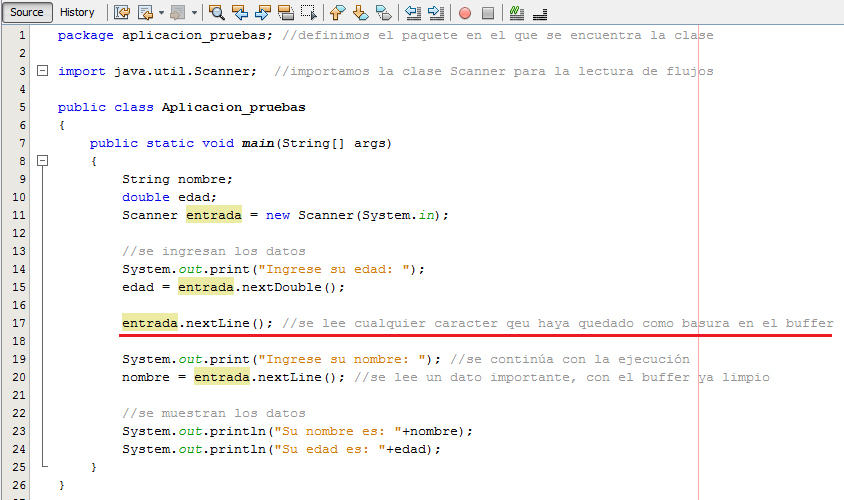 Source History
1 package aplicacion_pruebas; //definimos el paquete en el que se encuentra la clase
2
3 import java.util.Scanner;  //importamos la clase Scanner para la lectura de flujos
4
5 public class Aplicacion_pruebas
6 {
7     public static void main(String[] args)
8     {
9         String nombre;
10         double edad;
11         Scanner entrada = new Scanner(System.in);
12
13         //se ingresan los datos
14         System.out.print("Ingrese su edad: ");
15         edad = entrada.nextDouble();
16
17         entrada.nextLine(); //se lee cualquier caracter qeu haya quedado como basura en el buffer
18
19         System.out.print("Ingrese su nombre: "); //se continúa con la ejecución
20         nombre = entrada.nextLine(); //se lee un dato importante, con el buffer ya limpio
21
22         //se muestran los datos
23         System.out.println("Su nombre es: "+nombre);
24         System.out.println("Su edad es: "+edad);
25     }
26 }